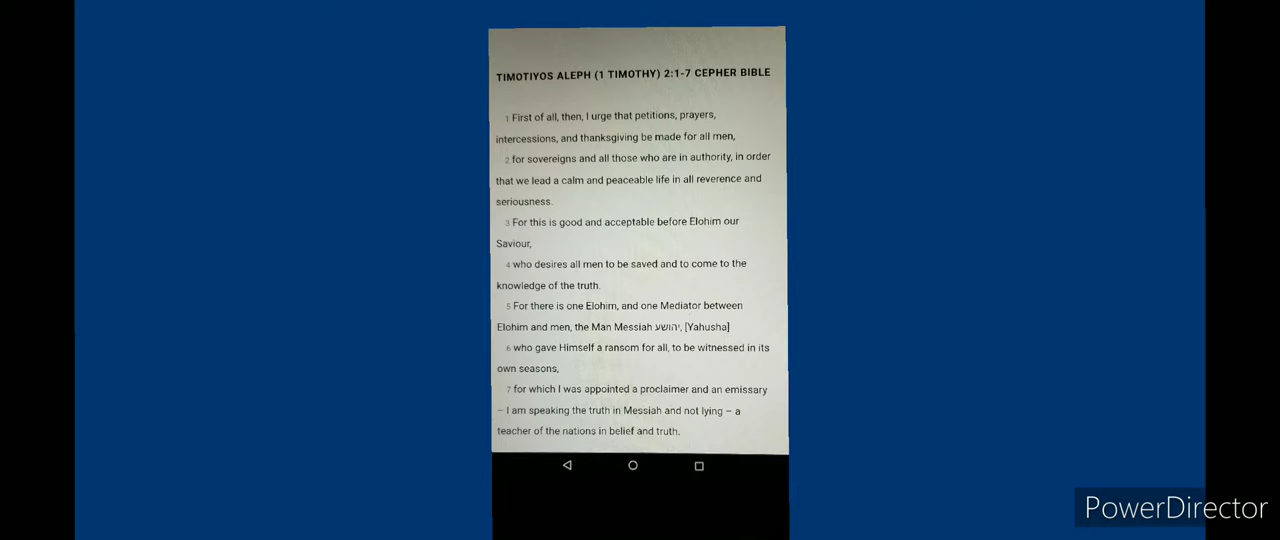 TIMOTIYOS ALEPH (1 TIMOTHY) 2:1-7 CEPHER BIBLE
1 First of all, then, I urge that petitions, prayers,
intercessions, and thanksgiving be made for all men,
2 for sovereigns and all those who are in authority, in order
that we lead a calm and peaceable life in all reverence and
seriousness.
3 For this is good and acceptable before Elohim our
Saviour,
4 who desires all men to be saved and to come to the
knowledge of the truth.
5 For there is one Elohim, and one Mediator between
Elohim and men, the Man Messiah יהושע, [Yahusha]
6 who gave Himself a ransom for all, to be witnessed in its
own seasons,
7 for which I was appointed a proclaimer and an emissary
– I am speaking the truth in Messiah and not lying – a
teacher of the nations in belief and truth.
PowerDirector